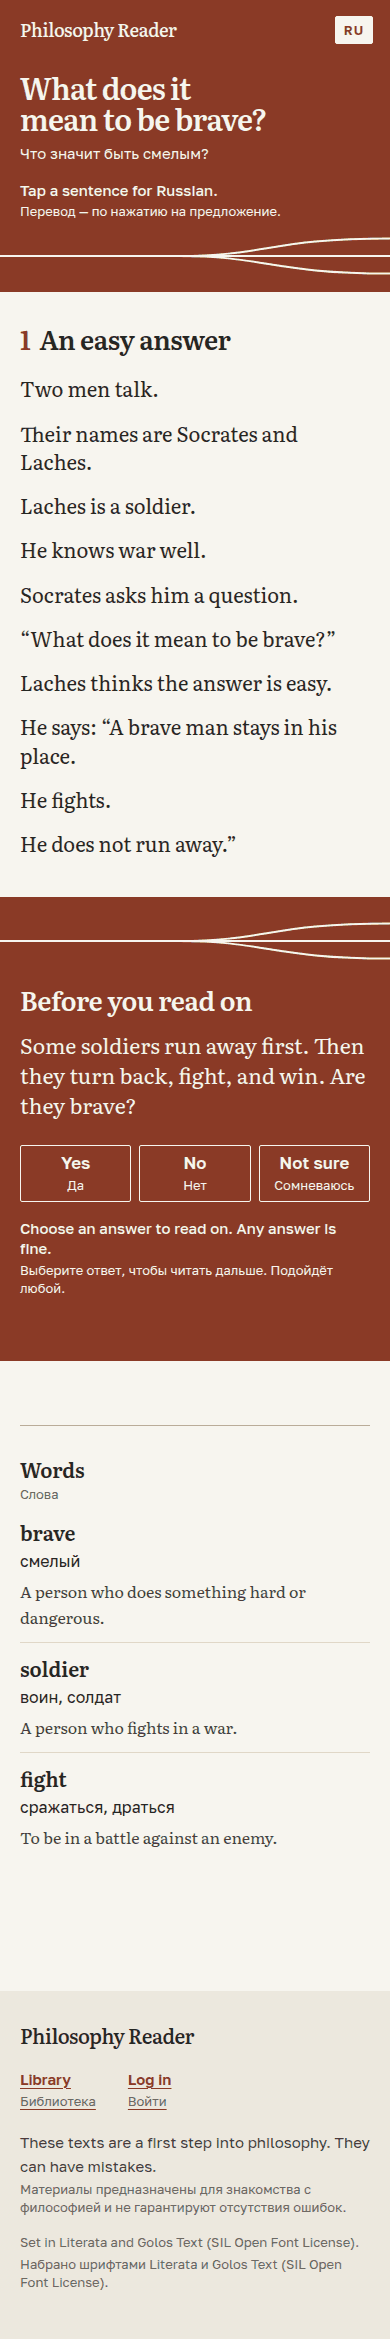 Philosophy Reader
RU
What does it
mean to be brave?
Что значит быть смелым?
Tap a sentence for Russian.
Перевод — по нажатию на предложение.
1 An easy answer
Two men talk.
Their names are Socrates and
Laches.
Laches is a soldier.
He knows war well.
Socrates asks him a question.
“What does it mean to be brave?”
Laches thinks the answer is easy.
He says: “A brave man stays in his
place.
He fights.
He does not run away.”
Before you read on
Some soldiers run away first. Then
they turn back, fight, and win. Are
they brave?
Yes
Да
No
Нет
Not sure
Сомневаюсь
Choose an answer to read on. Any answer is
fine.
Выберите ответ, чтобы читать дальше. Подойдёт
любой.
Words
Слова
brave
смелый
A person who does something hard or
dangerous.
soldier
воин, солдат
A person who fights in a war.
fight
сражаться, драться
To be in a battle against an enemy.
Philosophy Reader
Library
Библиотека
Log in
Войти
These texts are a first step into philosophy. They
can have mistakes.
Материалы предназначены для знакомства с
философией и не гарантируют отсутствия ошибок.
Set in Literata and Golos Text (SIL Open Font License).
Набрано шрифтами Literata и Golos Text (SIL Open
Font License).